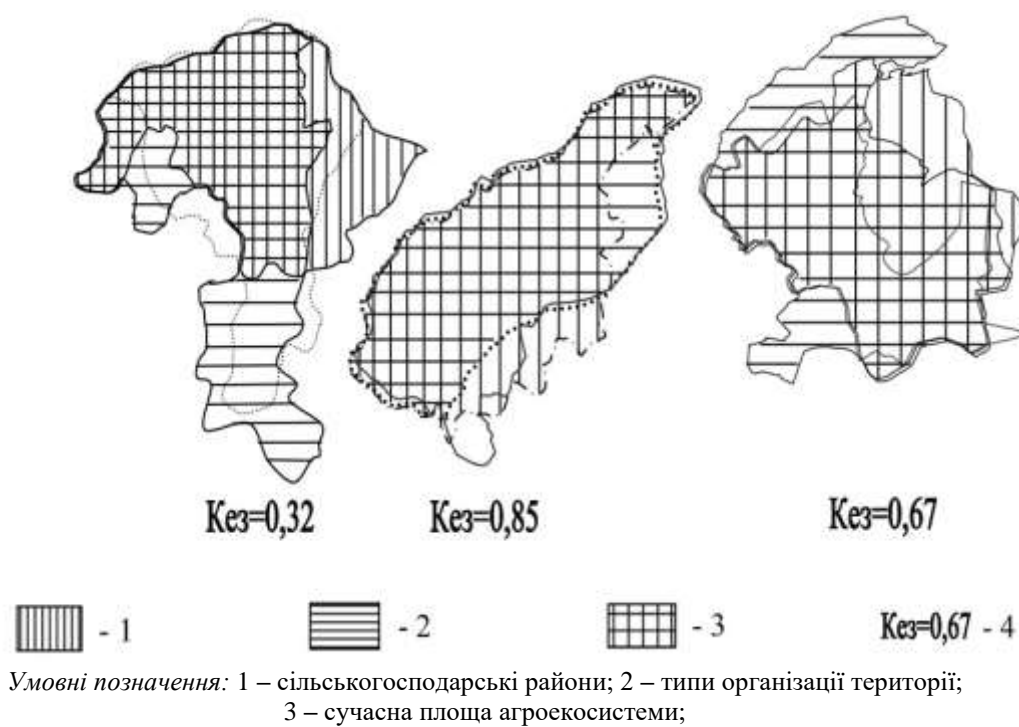 Кез=0,32 Кез=0,85 Кез=0,67
- 1 - 2 - 3 Кез=0,67 - 4
Умовні позначення: 1 – сільськогосподарські райони; 2 – типи організації території;
3 – сучасна площа агроекосистеми;